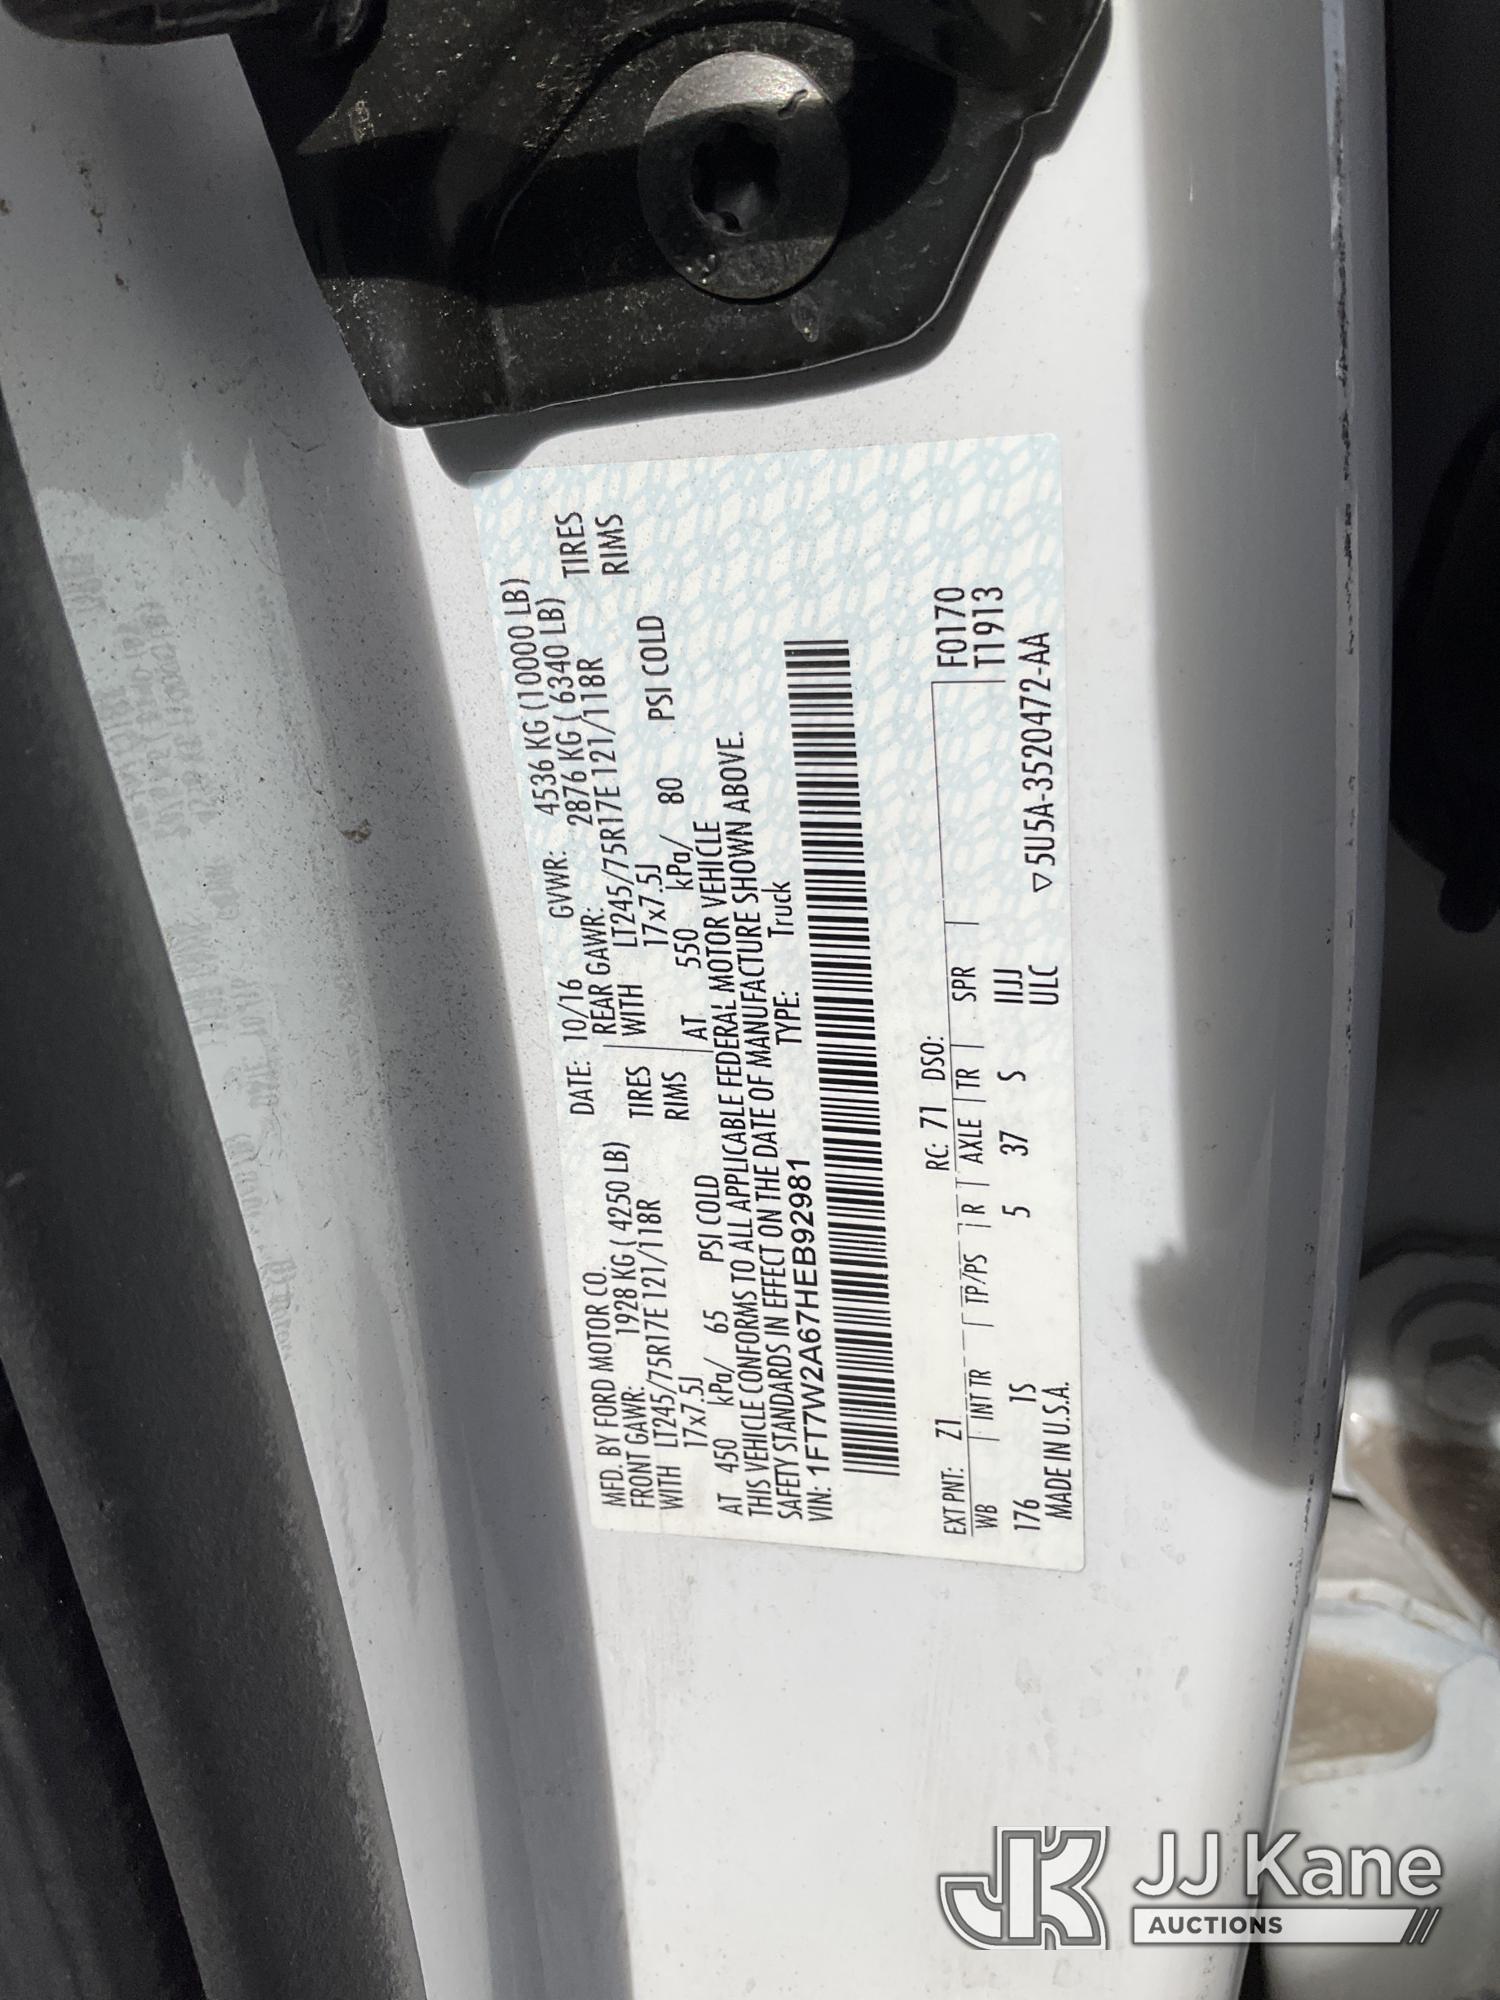 MFD. BY FORD MOTOR CO.
DATE: 10/16 GVWR: 4536 KG (10000 LB)
FRONT GAWR: 1928 KG ( 4250 LB) REAR GAWR: 2876 KG ( 6340 LB)
WITH LT245/75R17E 121/118R TIRES WITH LT245/75R17E 121/118R TIRES
17x7.5J RIMS 17x7.5J RIMS
AT 450 kPa/ 65 PSI COLD AT 550 kPa/ 80 PSI COLD
THIS VEHICLE CONFORMS TO ALL APPLICABLE FEDERAL MOTOR VEHICLE
SAFETY STANDARDS IN EFFECT ON THE DATE OF MANUFACTURE SHOWN ABOVE.
VIN: 1FT7W2A67HEB92981 TYPE: Truck
EXT PNT: Z1 RC: 71 DSO: F0170
WB INT TR TP/PS R AXLE TR SPR T1913
176 1S 5 37 S IIJJ
MADE IN U.S.A. ULC ▽5U5A-3520472-AA
JK JJ Kane
AUCTIONS